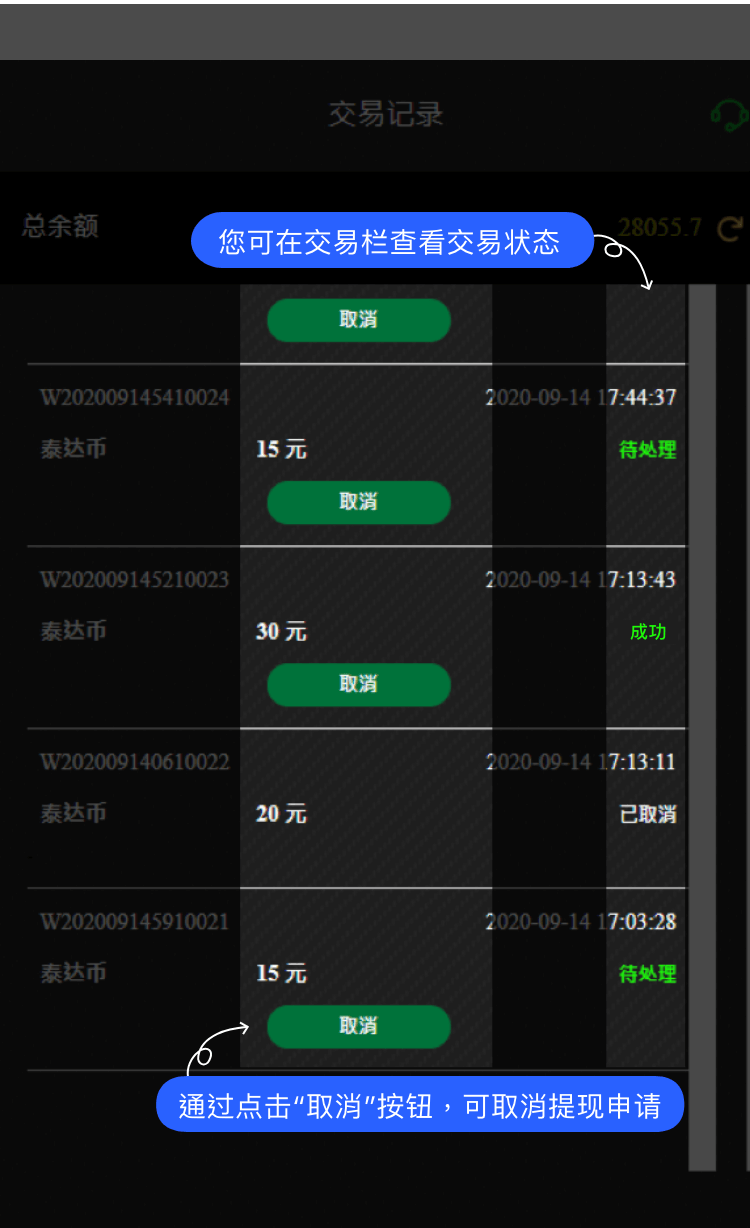 交易记录
总余额 28055.7
您可在交易栏查看交易状态
取消
W202009145410024 2020-09-14 17:44:37
泰达币 15 元 待处理
取消
W202009145210023 2020-09-14 17:13:43
泰达币 30 元 成功
取消
W202009140610022 2020-09-14 17:13:11
泰达币 20 元 已取消
W202009145910021 2020-09-14 17:03:28
泰达币 15 元 待处理
取消
通过点击“取消”按钮，可取消提现申请